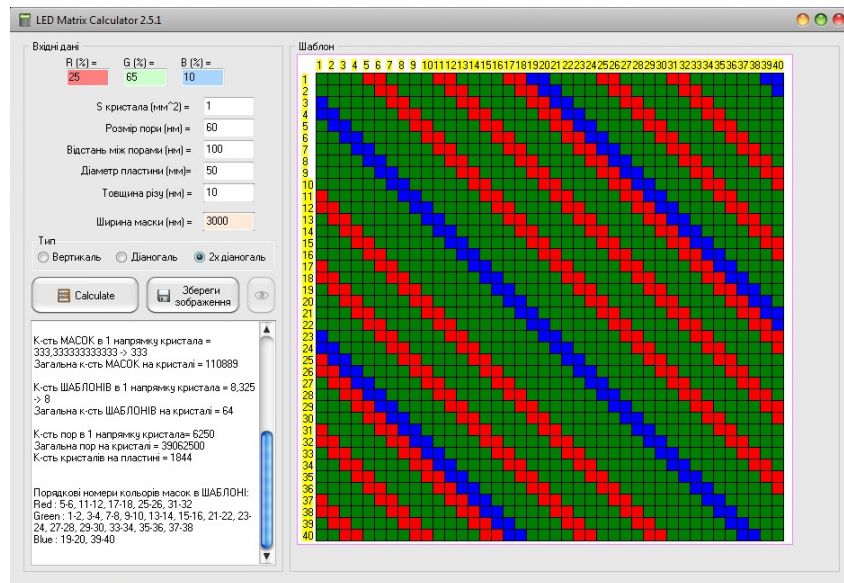 LED Matrix Calculator 2.5.1
Вхідні дані
R (%) = G (%) = B (%) =
25 65 10
S кристала (мм^2) = 1
Розмір пори (нм) = 60
Відстань між порами (нм) = 100
Діаметр пластини (мм)= 50
Товщина різу (нм) = 10
Ширина маски (нм) = 3000
Тип
Вертикаль Діаногаль 2х діаногаль
Calculate
Збереги
зображення
К-сть МАСОК в 1 напрямку кристала =
333,333333333333 -> 333
Загальна к-сть МАСОК на кристалі = 110889
К-сть ШАБЛОНІВ в 1 напрямку кристала = 8,325
-> 8
Загальна к-сть ШАБЛОНІВ на кристалі = 64
К-сть пор в 1 напрямку кристала= 6250
Загальна пор на кристалі = 39062500
К-сть кристалів на пластині = 1844
Порядкові номери кольорів масок в ШАБЛОНІ:
Red : 5-6, 11-12, 17-18, 25-26, 31-32
Green : 1-2, 3-4, 7-8, 9-10, 13-14, 15-16, 21-22, 23-
24, 27-28, 29-30, 33-34, 35-36, 37-38
Blue : 19-20, 39-40
Шаблон
1 2 3 4 5 6 7 8 9 10 11 12 13 14 15 16 17 18 19 20 21 22 23 24 25 26 27 28 29 30 31 32 33 34 35 36 37 38 39 40
1
2
3
4
5
6
7
8
9
10
11
12
13
14
15
16
17
18
19
20
21
22
23
24
25
26
27
28
29
30
31
32
33
34
35
36
37
38
39
40